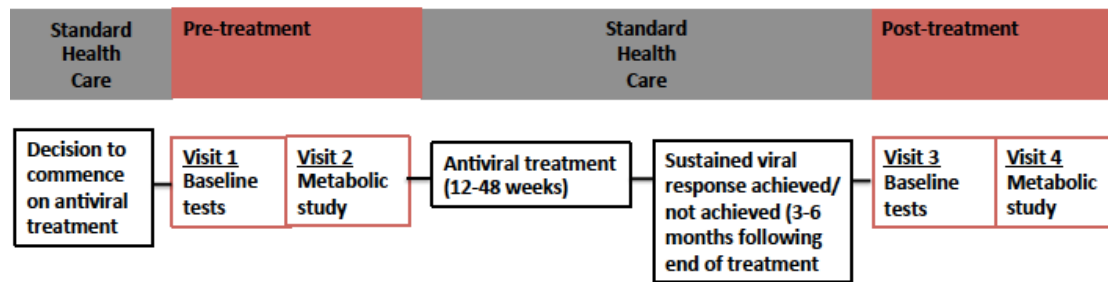 Standard
Health
Care
Pre-treatment
Standard
Health
Care
Post-treatment
Decision to
commence
on antiviral
treatment
Visit 1
Baseline
tests
Visit 2
Metabolic
study
Antiviral treatment
(12-48 weeks)
Sustained viral
response achieved/
not achieved (3-6
months following
end of treatment
Visit 3
Baseline
tests
Visit 4
Metabolic
study